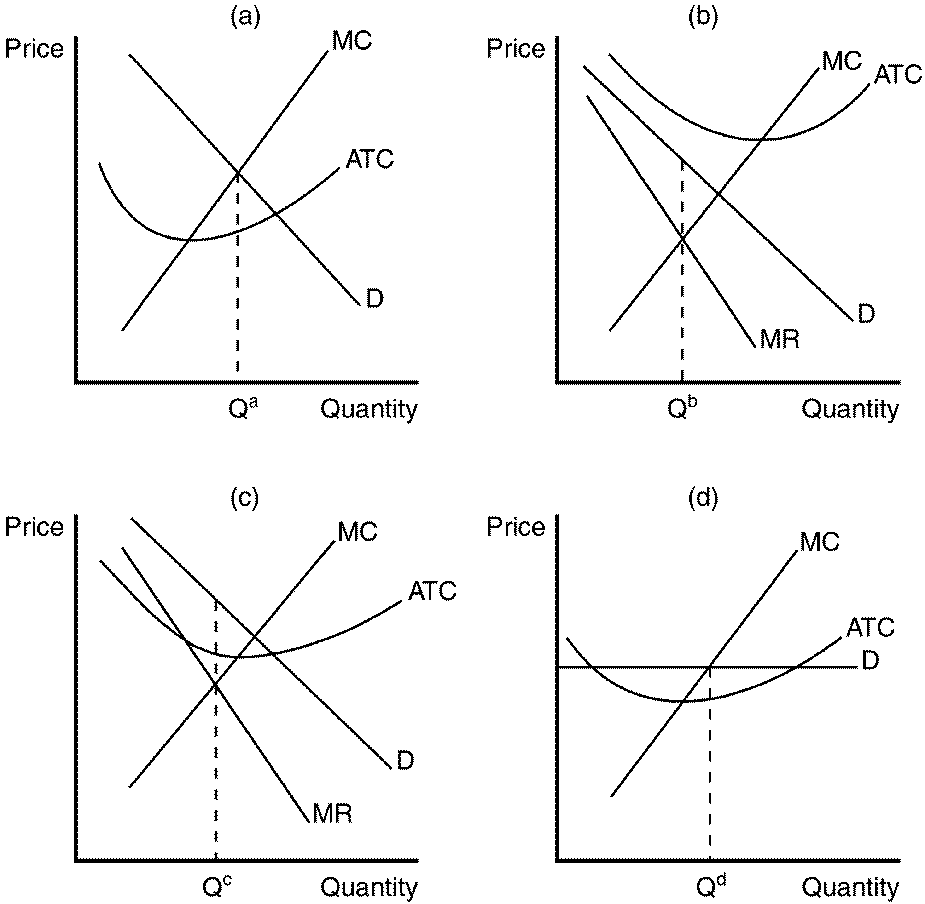 (a)
Price
MC
ATC
D
Qᵃ
Quantity
(b)
Price
MC
ATC
D
MR
Qᵇ
Quantity
(c)
Price
MC
ATC
D
MR
Qᶜ
Quantity
(d)
Price
MC
ATC
D
Qᵈ
Quantity